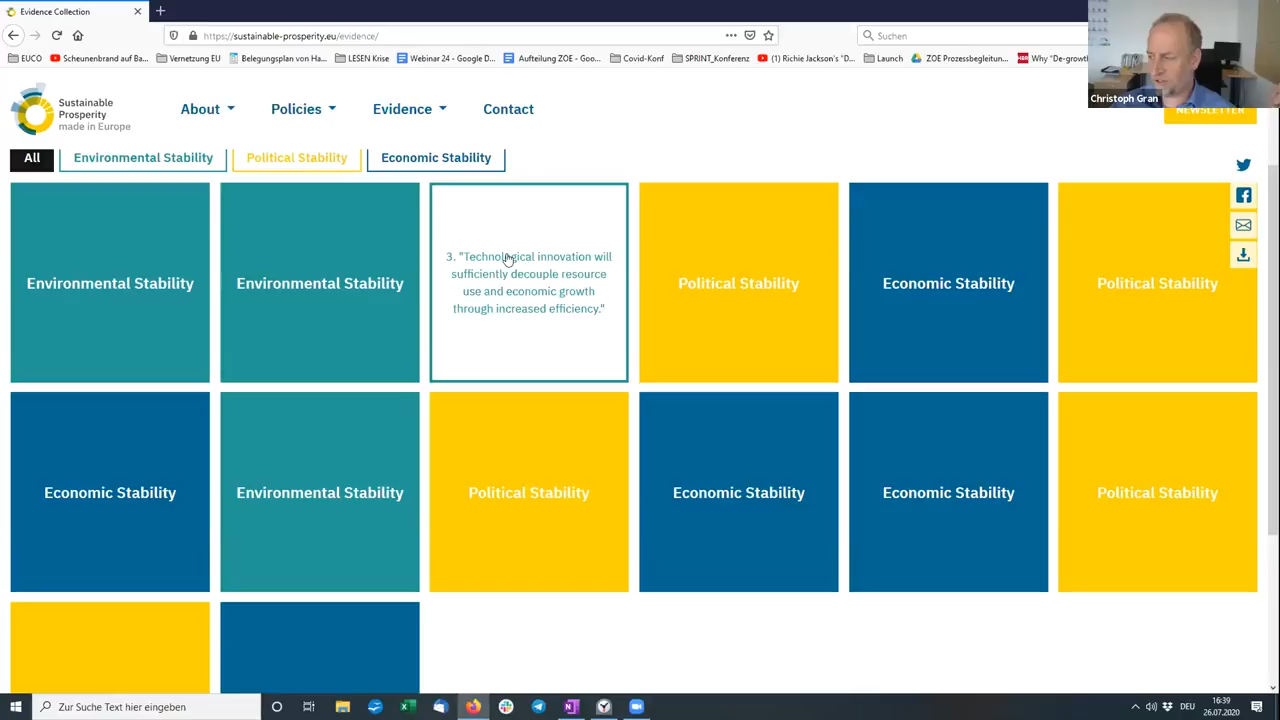 Evidence Collection
https://sustainable-prosperity.eu/evidence/
Suchen
EUCO
Scheunenbrand auf Ba...
Vernetzung EU
Belegungsplan von Ha...
LESEN Krise
Webinar 24 - Google D...
Aufteilung ZOE - Goo...
Covid-Konf
SPRINT_Konferenz
(1) Richie Jackson's "D...
Launch
ZOE Prozessbegleitun...
Why "De-growth
Christoph Gran
Sustainable
Prosperity
made in Europe
About
Policies
Evidence
Contact
NEWSLETTER
All
Environmental Stability
Political Stability
Economic Stability
Environmental Stability
Environmental Stability
3. "Technological innovation will
sufficiently decouple resource
use and economic growth
through increased efficiency."
Political Stability
Economic Stability
Political Stability
Economic Stability
Environmental Stability
Political Stability
Economic Stability
Economic Stability
Political Stability
Zur Suche Text hier eingeben
DEU
16:39
26.07.2020